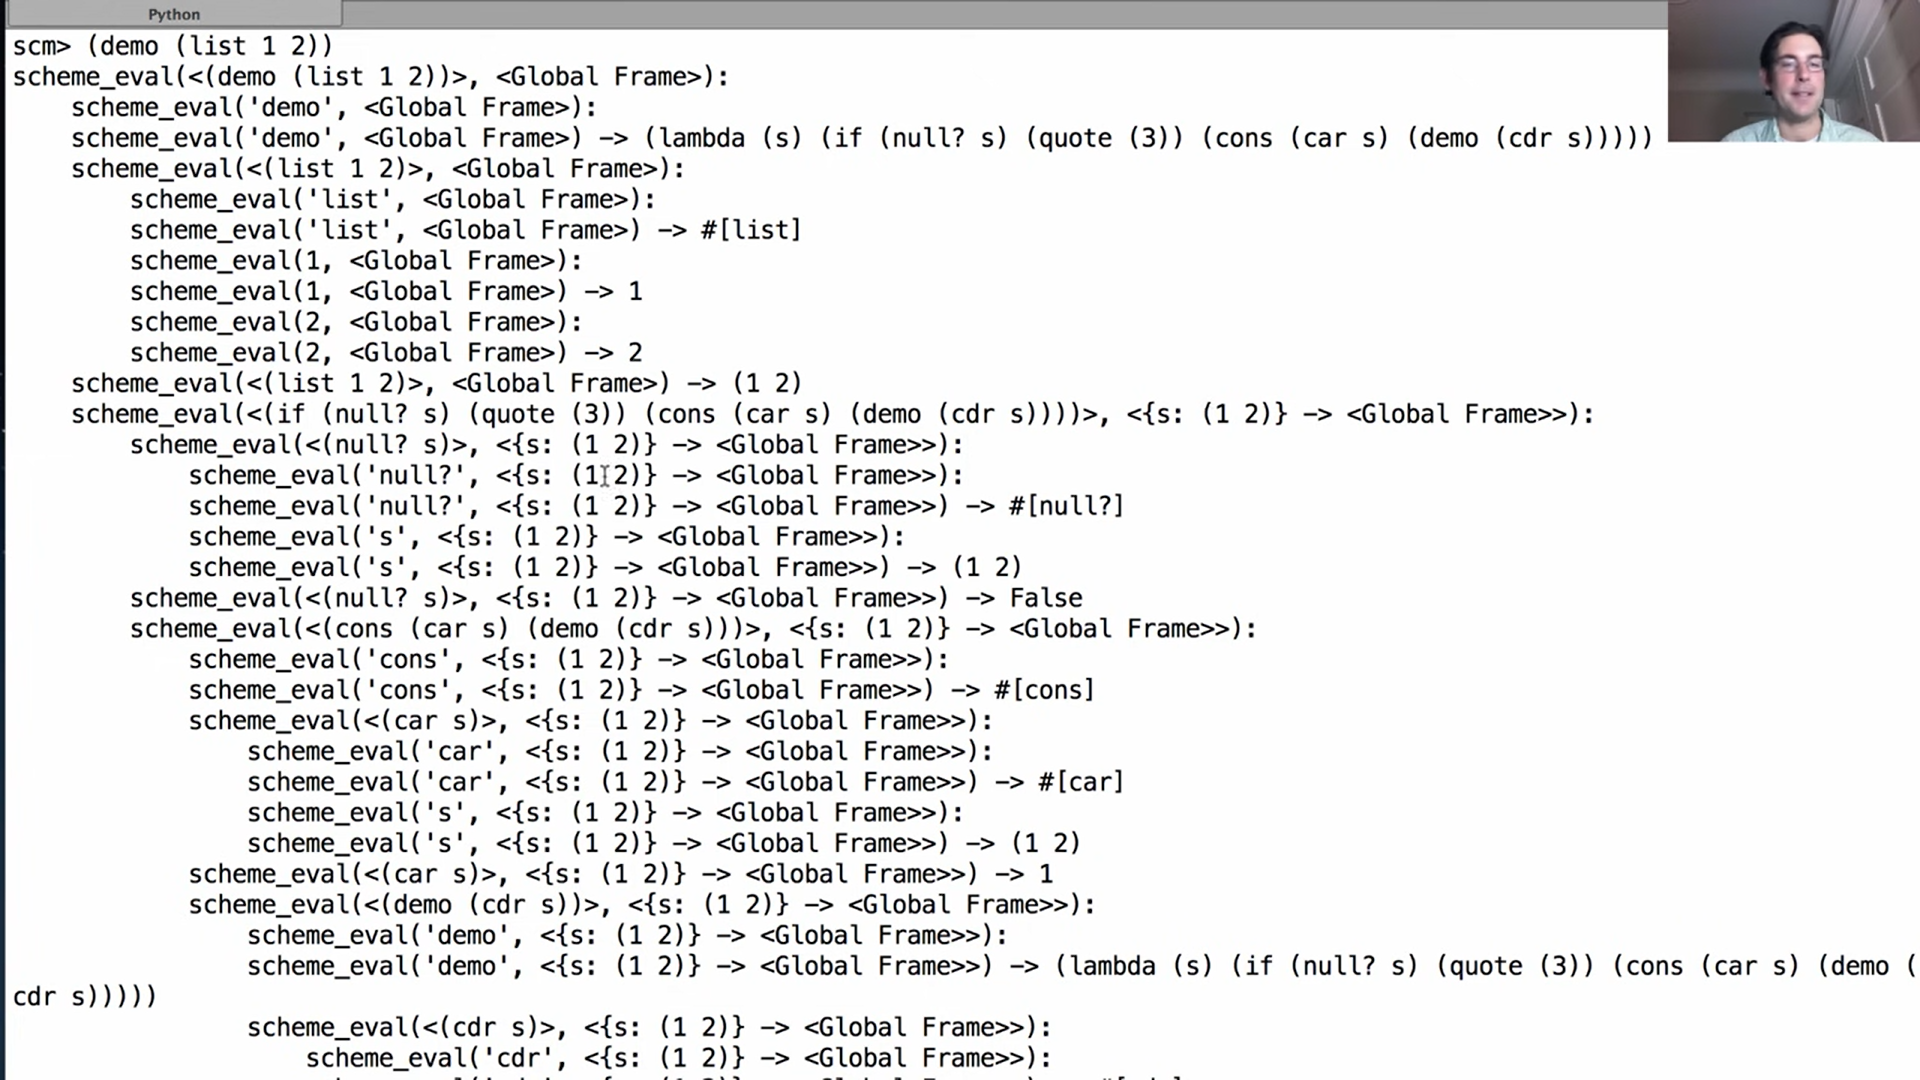 Python
scm> (demo (list 1 2))
scheme_eval(<(demo (list 1 2))>, <Global Frame>):
    scheme_eval('demo', <Global Frame>):
    scheme_eval('demo', <Global Frame>) -> (lambda (s) (if (null? s) (quote (3)) (cons (car s) (demo (cdr s)))))
    scheme_eval(<(list 1 2)>, <Global Frame>):
        scheme_eval('list', <Global Frame>):
        scheme_eval('list', <Global Frame>) -> #[list]
        scheme_eval(1, <Global Frame>):
        scheme_eval(1, <Global Frame>) -> 1
        scheme_eval(2, <Global Frame>):
        scheme_eval(2, <Global Frame>) -> 2
    scheme_eval(<(list 1 2)>, <Global Frame>) -> (1 2)
    scheme_eval(<(if (null? s) (quote (3)) (cons (car s) (demo (cdr s))))>, <{s: (1 2)} -> <Global Frame>>):
        scheme_eval(<(null? s)>, <{s: (1 2)} -> <Global Frame>>):
            scheme_eval('null?', <{s: (1 2)} -> <Global Frame>>):
            scheme_eval('null?', <{s: (1 2)} -> <Global Frame>>) -> #[null?]
            scheme_eval('s', <{s: (1 2)} -> <Global Frame>>):
            scheme_eval('s', <{s: (1 2)} -> <Global Frame>>) -> (1 2)
        scheme_eval(<(null? s)>, <{s: (1 2)} -> <Global Frame>>) -> False
        scheme_eval(<(cons (car s) (demo (cdr s)))>, <{s: (1 2)} -> <Global Frame>>):
            scheme_eval('cons', <{s: (1 2)} -> <Global Frame>>):
            scheme_eval('cons', <{s: (1 2)} -> <Global Frame>>) -> #[cons]
            scheme_eval(<(car s)>, <{s: (1 2)} -> <Global Frame>>):
                scheme_eval('car', <{s: (1 2)} -> <Global Frame>>):
                scheme_eval('car', <{s: (1 2)} -> <Global Frame>>) -> #[car]
                scheme_eval('s', <{s: (1 2)} -> <Global Frame>>):
                scheme_eval('s', <{s: (1 2)} -> <Global Frame>>) -> (1 2)
            scheme_eval(<(car s)>, <{s: (1 2)} -> <Global Frame>>) -> 1
            scheme_eval(<(demo (cdr s))>, <{s: (1 2)} -> <Global Frame>>):
                scheme_eval('demo', <{s: (1 2)} -> <Global Frame>>):
                scheme_eval('demo', <{s: (1 2)} -> <Global Frame>>) -> (lambda (s) (if (null? s) (quote (3)) (cons (car s) (demo (
cdr s)))))
                scheme_eval(<(cdr s)>, <{s: (1 2)} -> <Global Frame>>):
                    scheme_eval('cdr', <{s: (1 2)} -> <Global Frame>>):